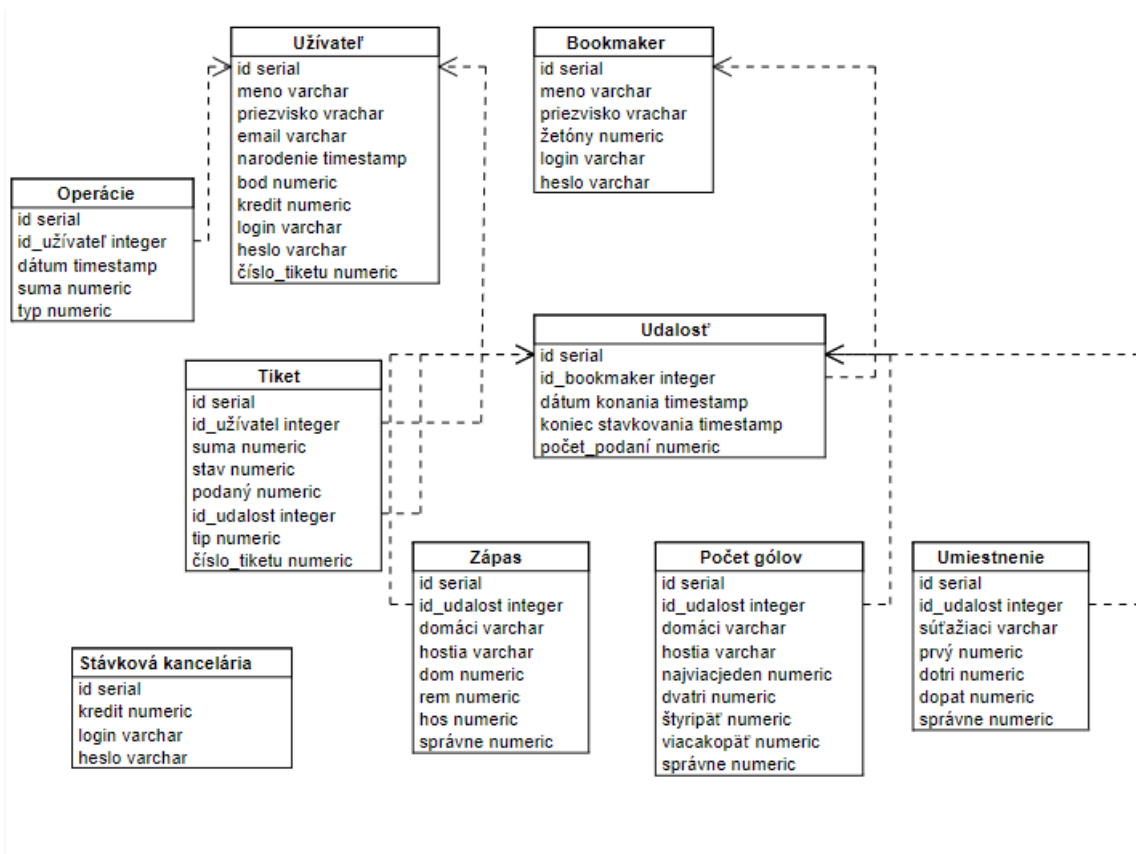 Užívateľ
id serial
meno varchar
priezvisko vrachar
email varchar
narodenie timestamp
bod numeric
kredit numeric
login varchar
heslo varchar
číslo_tiketu numeric
Bookmaker
id serial
meno varchar
priezvisko vrachar
žetóny numeric
login varchar
heslo varchar
Operácie
id serial
id_užívateľ integer
dátum timestamp
suma numeric
typ numeric
Udalosť
id serial
id_bookmaker integer
dátum konania timestamp
koniec stavkovania timestamp
počet_podaní numeric
Tiket
id serial
id_užívatel integer
suma numeric
stav numeric
podaný numeric
id_udalost integer
tip numeric
číslo_tiketu numeric
Zápas
id serial
id_udalost integer
domáci varchar
hostia varchar
dom numeric
rem numeric
hos numeric
správne numeric
Počet gólov
id serial
id_udalost integer
domáci varchar
hostia varchar
najviacjeden numeric
dvatri numeric
štyripäť numeric
viacakopäť numeric
správne numeric
Umiestnenie
id serial
id_udalost integer
súťažiaci varchar
prvý numeric
dotri numeric
dopat numeric
správne numeric
Stávková kancelária
id serial
kredit numeric
login varchar
heslo varchar